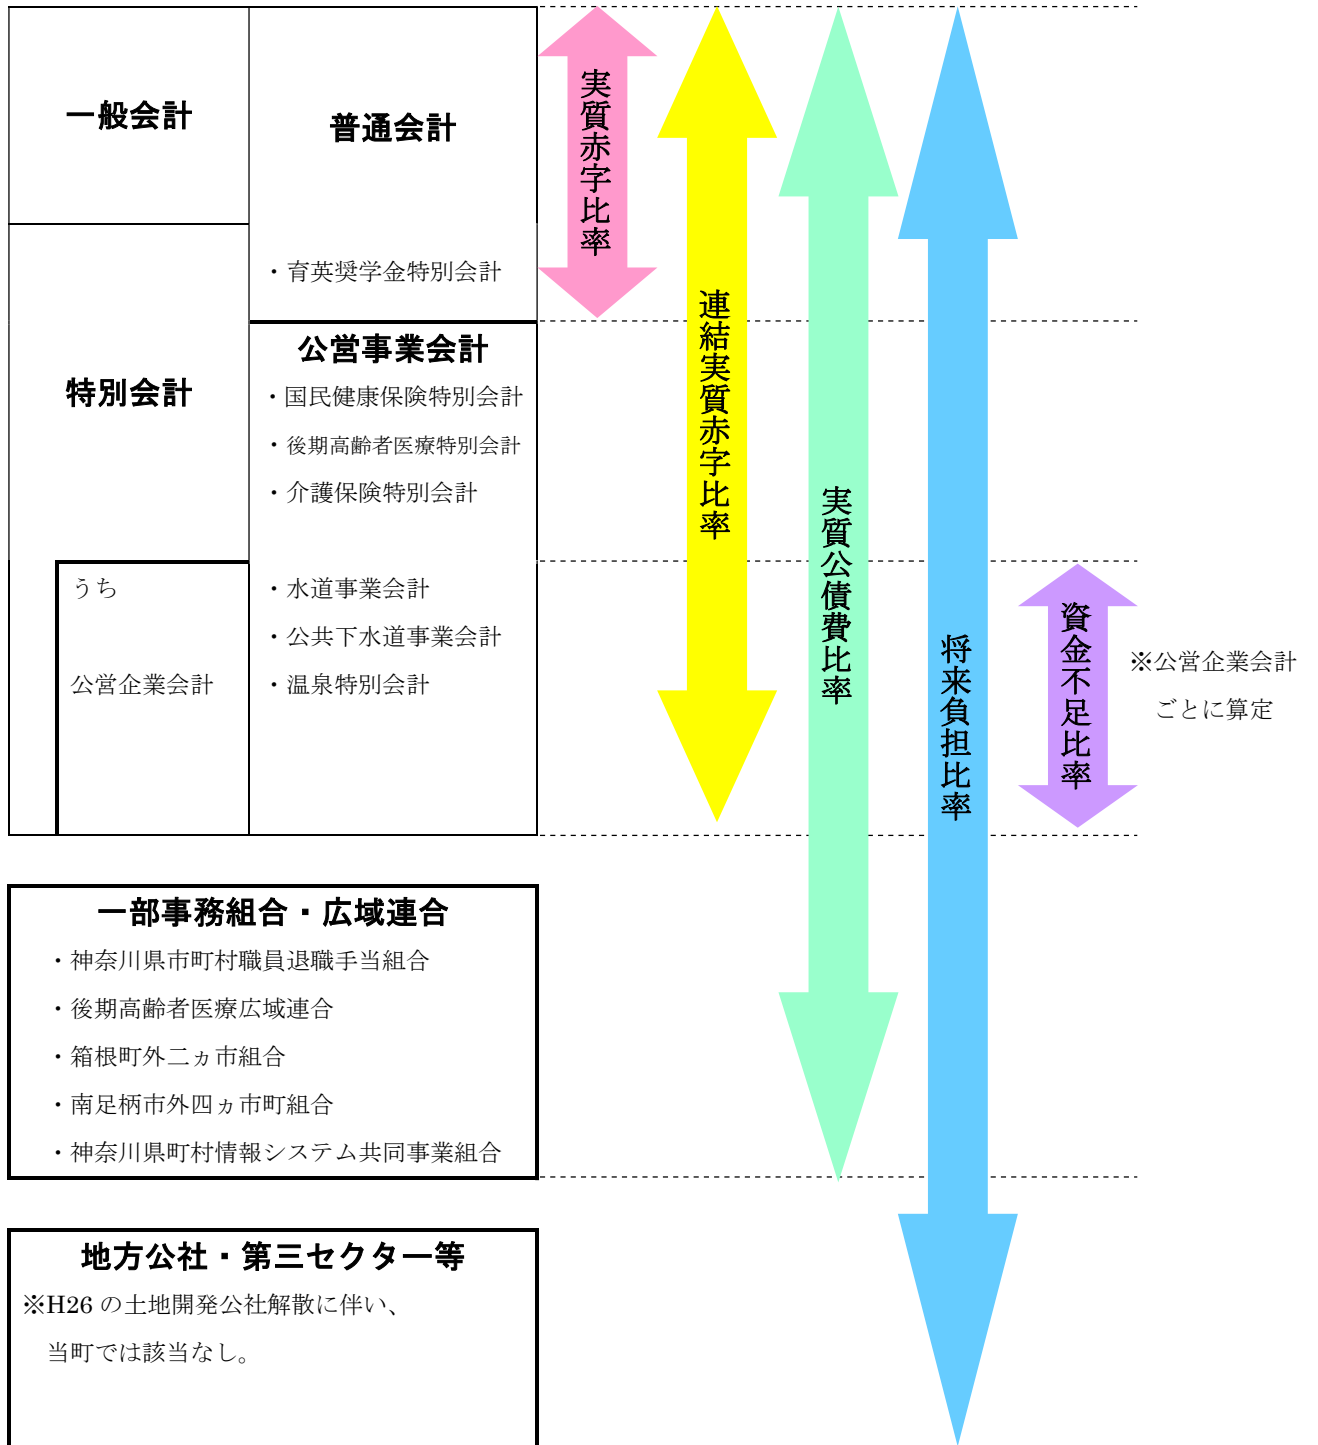 一般会計
普通会計
・育英奨学金特別会計
特別会計
公営事業会計
・国民健康保険特別会計
・後期高齢者医療特別会計
・介護保険特別会計
うち
公営企業会計
・水道事業会計
・公共下水道事業会計
・温泉特別会計
実質赤字比率
連結実質赤字比率
実質公債費比率
将来負担比率
資金不足比率
※公営企業会計
ごとに算定
一部事務組合・広域連合
・神奈川県市町村職員退職手当組合
・後期高齢者医療広域連合
・箱根町外二ヵ市組合
・南足柄市外四ヵ市町組合
・神奈川県町村情報システム共同事業組合
地方公社・第三セクター等
※H26 の土地開発公社解散に伴い、
当町では該当なし。